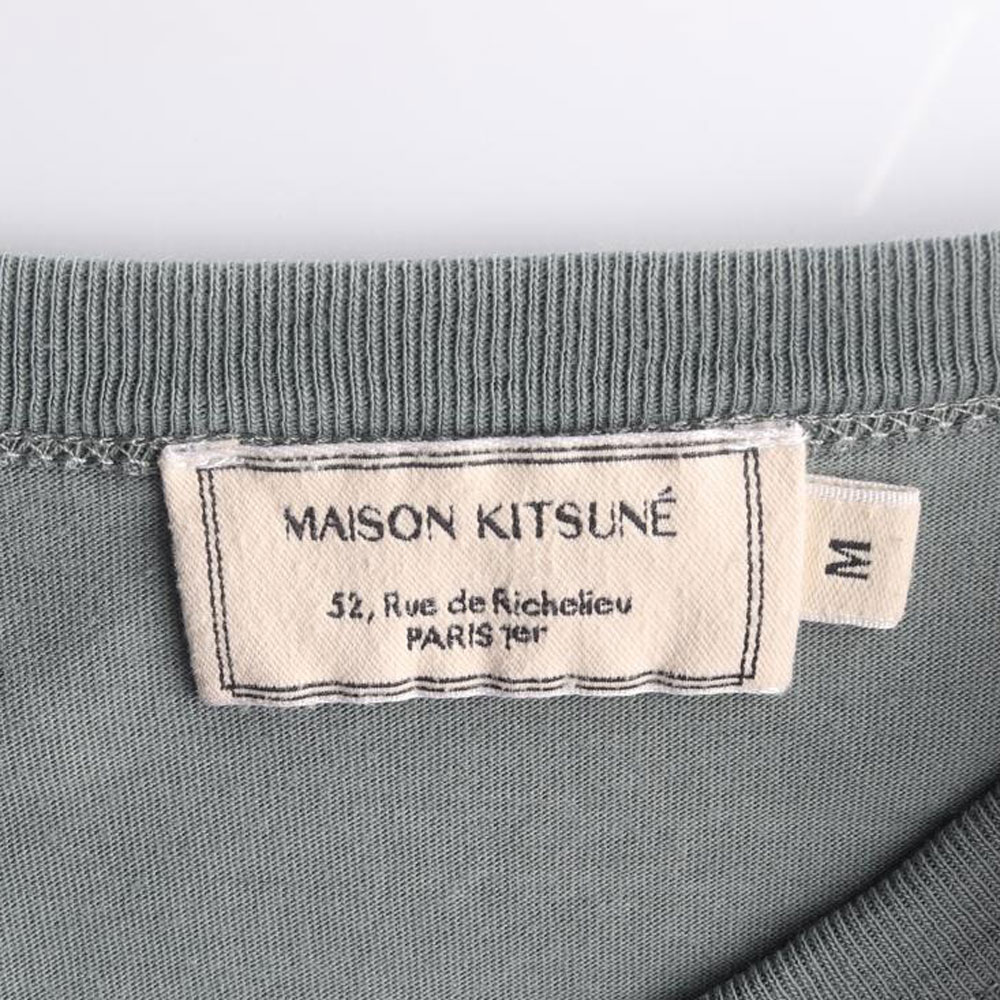 MAISON KITSUNÉ
52, Rue de Richelieu
PARIS 1er
M